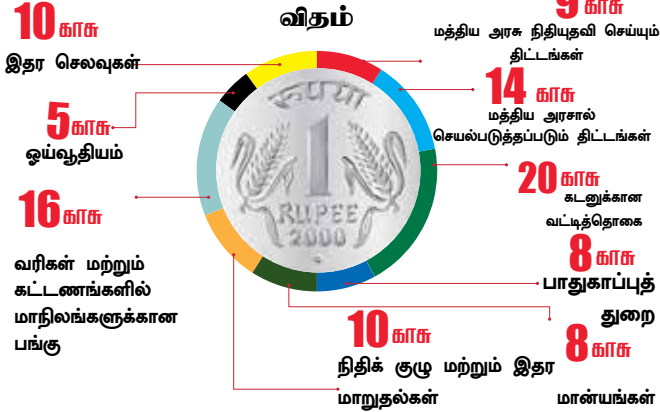 விதம்
10 காசு
இதர செலவுகள்
5 காசு
ஓய்வூதியம்
16 காசு
வரிகள் மற்றும்
கட்டணங்களில்
மாநிலங்களுக்கான
பங்கு
9 காசு
மத்திய அரசு நிதியுதவி செய்யும்
திட்டங்கள்
14 காசு
மத்திய அரசால்
செயல்படுத்தப்படும் திட்டங்கள்
20 காசு
கடனுக்கான
வட்டித்தொகை
8 காசு
பாதுகாப்புத்
துறை
8 காசு
மான்யங்கள்
10 காசு
நிதிக் குழு மற்றும் இதர
மாறுதல்கள்
रुपया
1
RUPEE
2000